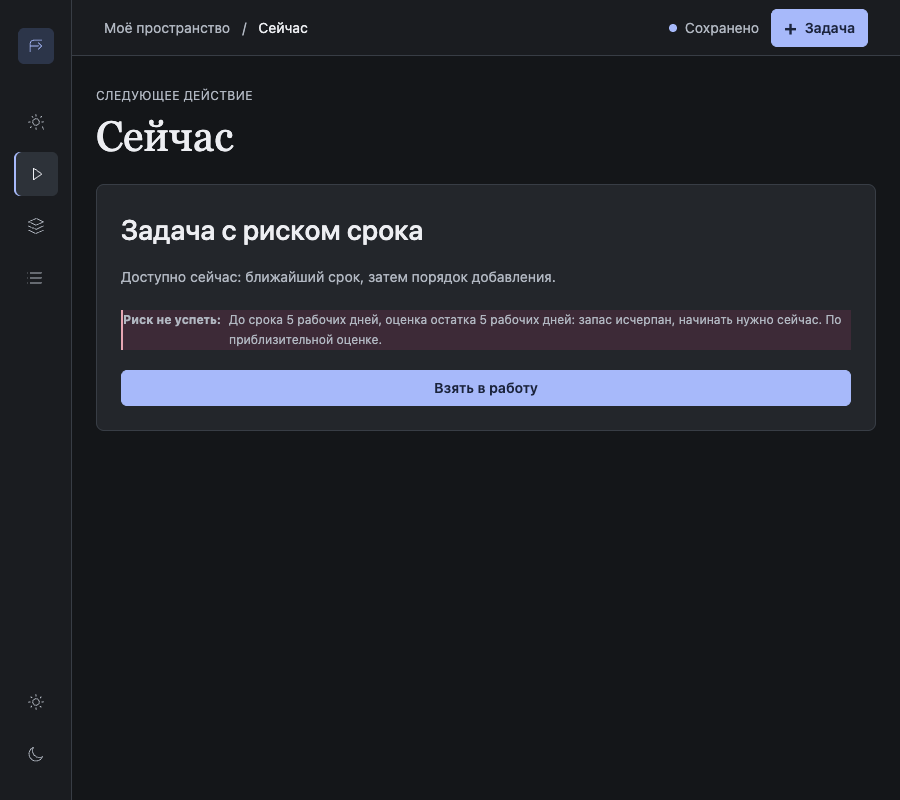 Моё пространство / Сейчас
Сохранено
+ Задача
СЛЕДУЮЩЕЕ ДЕЙСТВИЕ
Сейчас
Задача с риском срока
Доступно сейчас: ближайший срок, затем порядок добавления.
Риск не успеть: До срока 5 рабочих дней, оценка остатка 5 рабочих дней: запас исчерпан, начинать нужно сейчас. По
приблизительной оценке.
Взять в работу